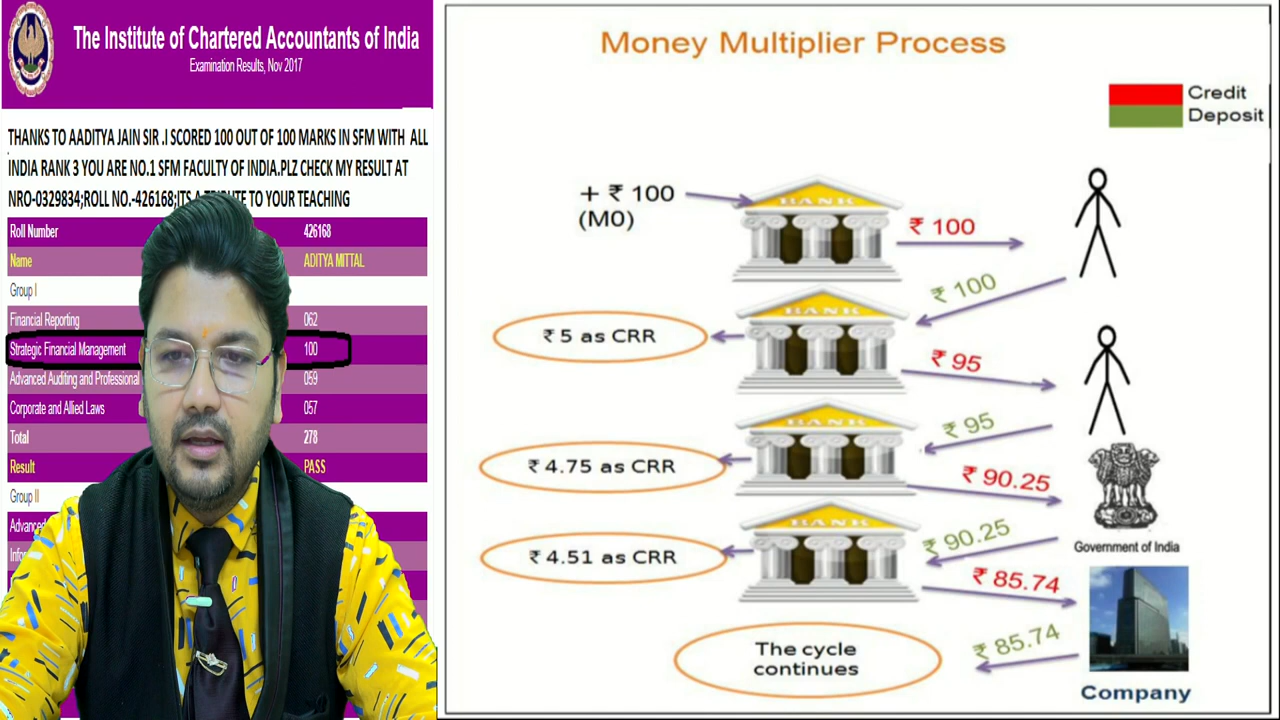 The Institute of Chartered Accountants of India
Examination Results, Nov 2017
THANKS TO AADITYA JAIN SIR .I SCORED 100 OUT OF 100 MARKS IN SFM WITH ALL
INDIA RANK 3 YOU ARE NO.1 SFM FACULTY OF INDIA.PLZ CHECK MY RESULT AT
NRO-0329834;ROLL NO.-426168;ITS A TO YOUR TEACHING
Roll Number 426168
Name ADITYA MITTAL
Group I
Financial Reporting 062
Strategic Financial Management 100
Advanced Auditing and Professional 059
Corporate and Allied Laws 057
Total 278
Result PASS
Group II
Money Multiplier Process
Credit
Deposit
+ ₹ 100
(M0)
BANK
₹ 100
₹ 100
BANK
₹ 5 as CRR
₹ 95
₹ 95
BANK
₹ 4.75 as CRR
₹ 90.25
₹ 90.25
BANK
₹ 4.51 as CRR
Government of India
₹ 85.74
₹ 85.74
The cycle
continues
Company